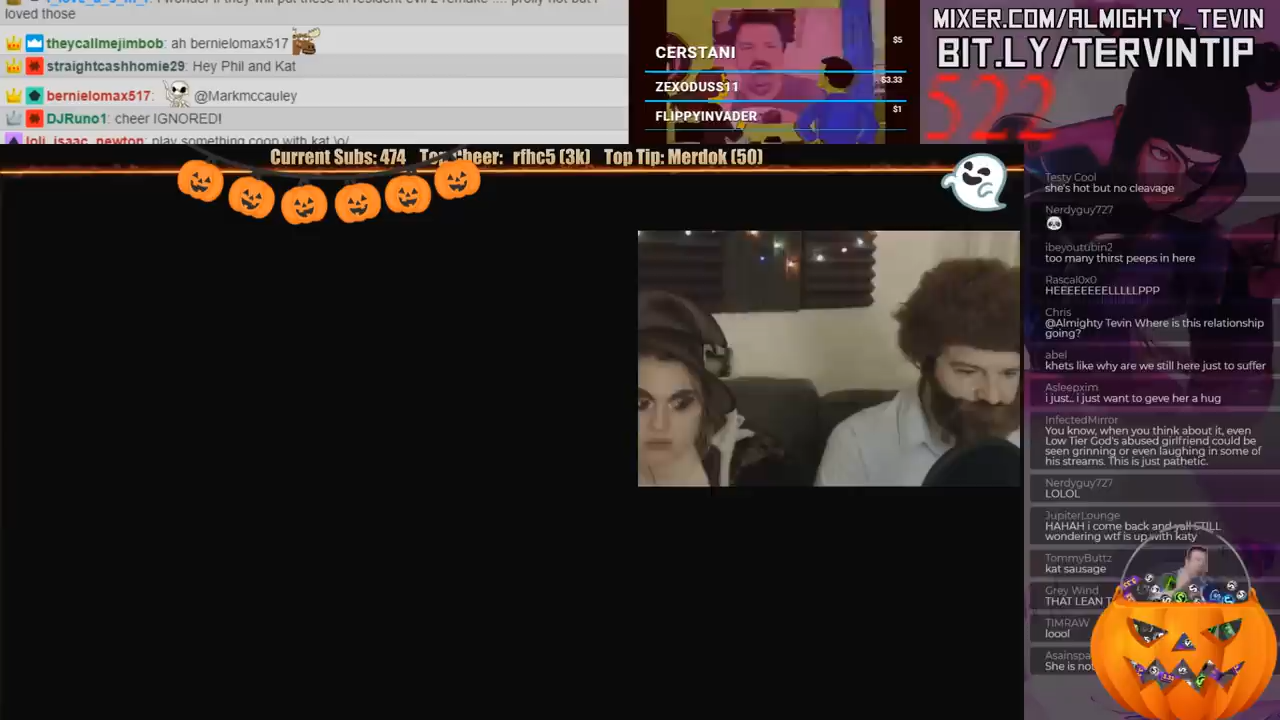 loved those
theycallmejimbob: ah bernielomax517
straightcashhomie29: Hey Phil and Kat
bernielomax517: @Markmccauley
DJRuno1: cheer IGNORED!
loli_isaac_newton: play something coop with kat \o/
CERSTANI $5
ZEXODUSS11 $3.33
FLIPPYINVADER $1
MIXER.COM/ALMIGHTY_TEVIN
BIT.LY/TERVINTIP
522
Current Subs: 474 Top Cheer: rfhc5 (3k) Top Tip: Merdok (50)
Testy Cool
she's hot but no cleavage
Nerdyguy727
ibeyoutubin2
too many thirst peeps in here
Rascal0x0
HEEEEEEEELLLLLPPP
Chris
@Almighty Tevin Where is this relationship
going?
abel
khets like why are we still here just to suffer
Asleepxim
i just.. i just want to geve her a hug
InfectedMirror
You know, when you think about it, even
Low Tier God's abused girlfriend could be
seen grinning or even laughing in some of
his streams. This is just pathetic.
Nerdyguy727
LOLOL
JupiterLounge
HAHAH i come back and yall STILL
wondering wtf is up with katy
TommyButtz
kat sausage
Grey Wind
THAT LEAN
TIMRAW
loool
She is